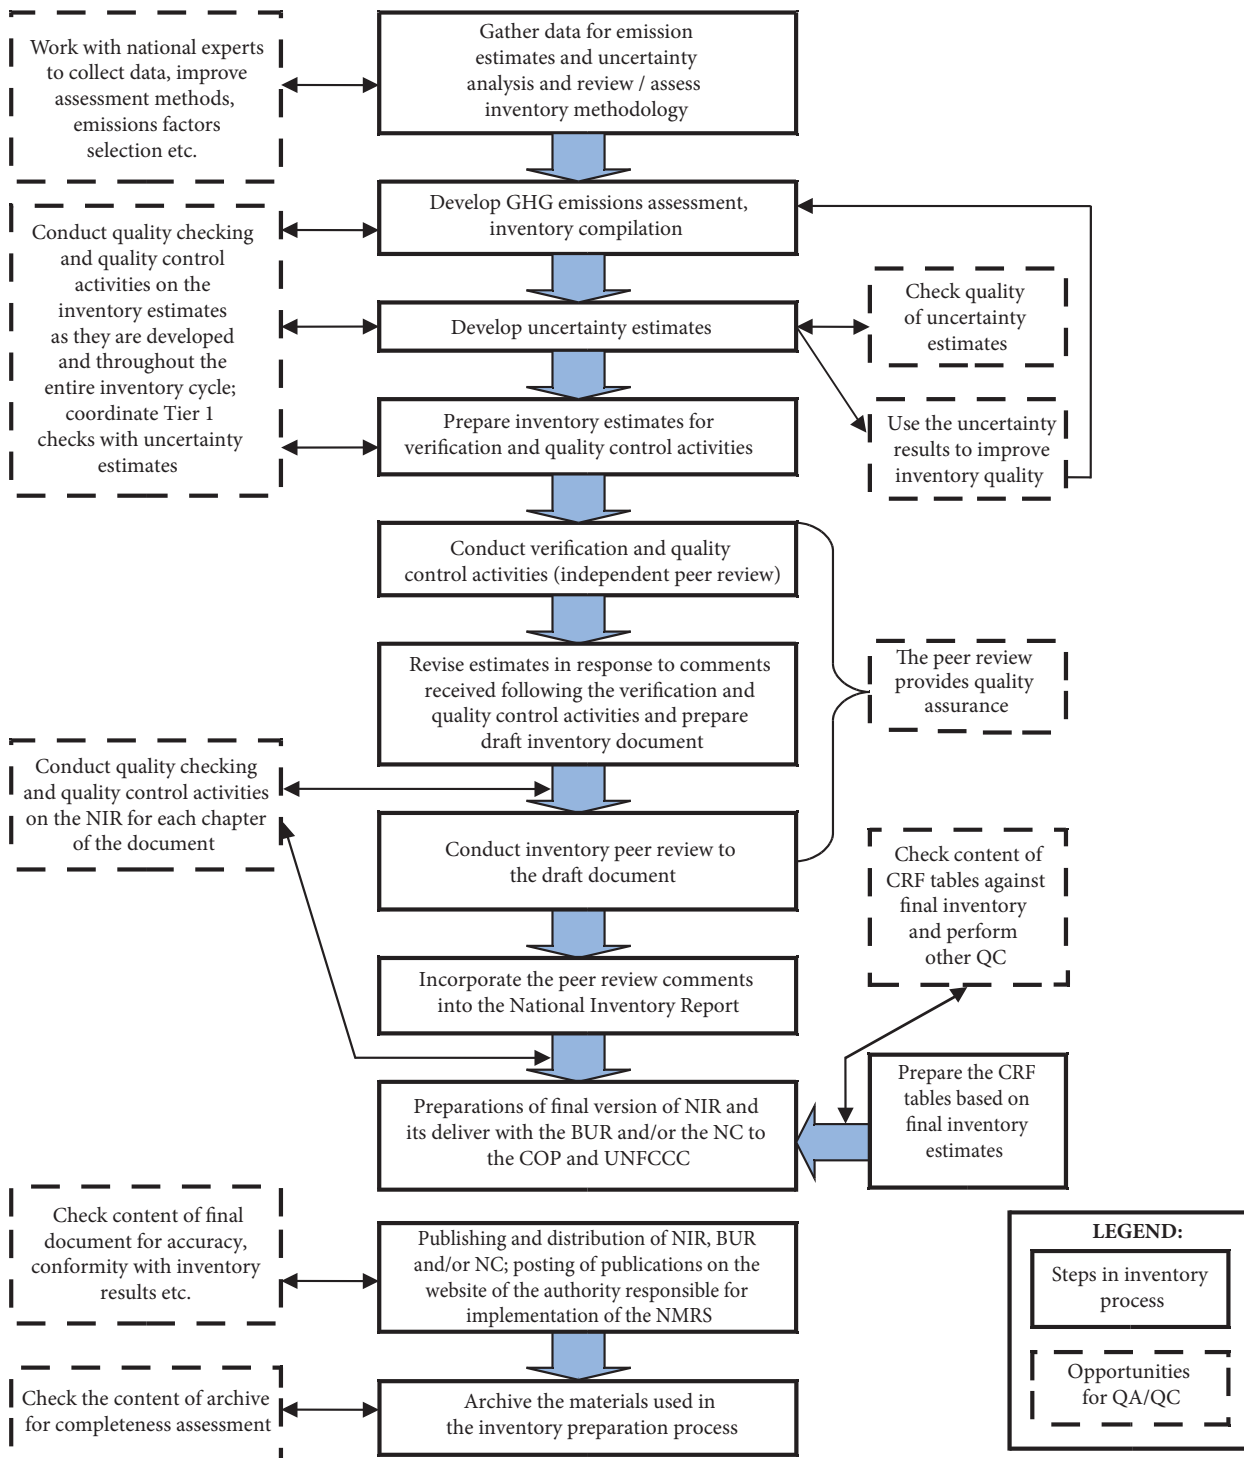 Work with national experts
to collect data, improve
assessment methods,
emissions factors
selection etc.
Gather data for emission
estimates and uncertainty
analysis and review / assess
inventory methodology
Develop GHG emissions assessment,
inventory compilation
Conduct quality checking
and quality control
activities on the
inventory estimates
as they are developed
and throughout the
entire inventory cycle;
coordinate Tier 1
checks with uncertainty
estimates
Develop uncertainty estimates
Check quality
of uncertainty
estimates
Prepare inventory estimates for
verification and quality control activities
Use the uncertainty
results to improve
inventory quality
Conduct verification and quality
control activities (independent peer review)
Revise estimates in response to comments
received following the verification and
quality control activities and prepare
draft inventory document
The peer review
provides quality
assurance
Conduct quality checking
and quality control activities
on the NIR for each chapter
of the document
Conduct inventory peer review to
the draft document
Check content of
CRF tables against
final inventory
and perform
other QC
Incorporate the peer review comments
into the National Inventory Report
Preparations of final version of NIR and
its deliver with the BUR and/or the NC to
the COP and UNFCCC
Prepare the CRF
tables based on
final inventory
estimates
Check content of final
document for accuracy,
conformity with inventory
results etc.
Publishing and distribution of NIR, BUR
and/or NC; posting of publications on the
website of the authority responsible for
implementation of the NMRS
Check the content of archive
for completeness assessment
Archive the materials used in
the inventory preparation process
LEGEND:
Steps in inventory
process
Opportunities
for QA/QC